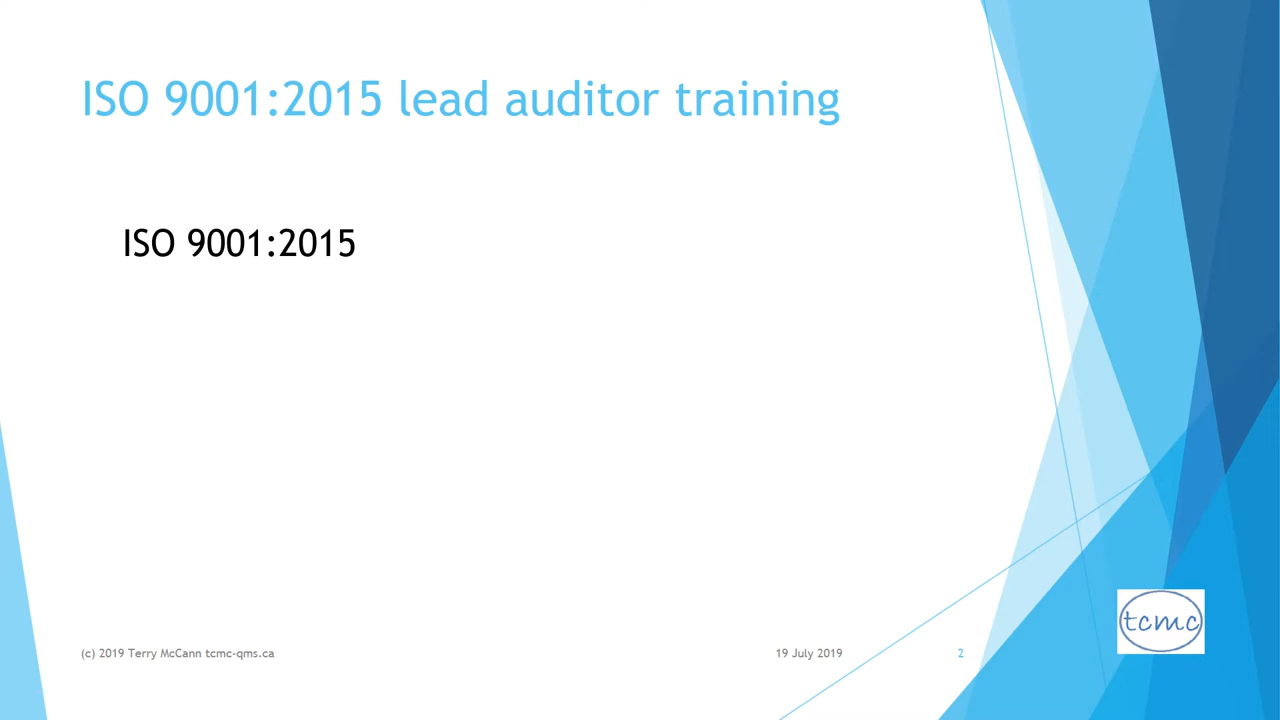 ISO 9001:2015 lead auditor training
ISO 9001:2015
(c) 2019 Terry McCann tcmc-qms.ca
19 July 2019
2
tcmc